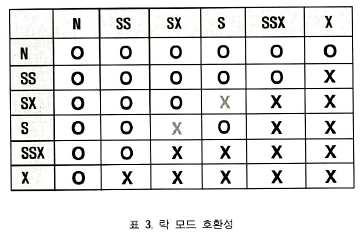 N SS SX S SSX X
N O O O O O O
SS O O O O O X
SX O O O X X X
S O O X O X X
SSX O O X X X X
X O X X X X X
표 3. 락 모드 호환성